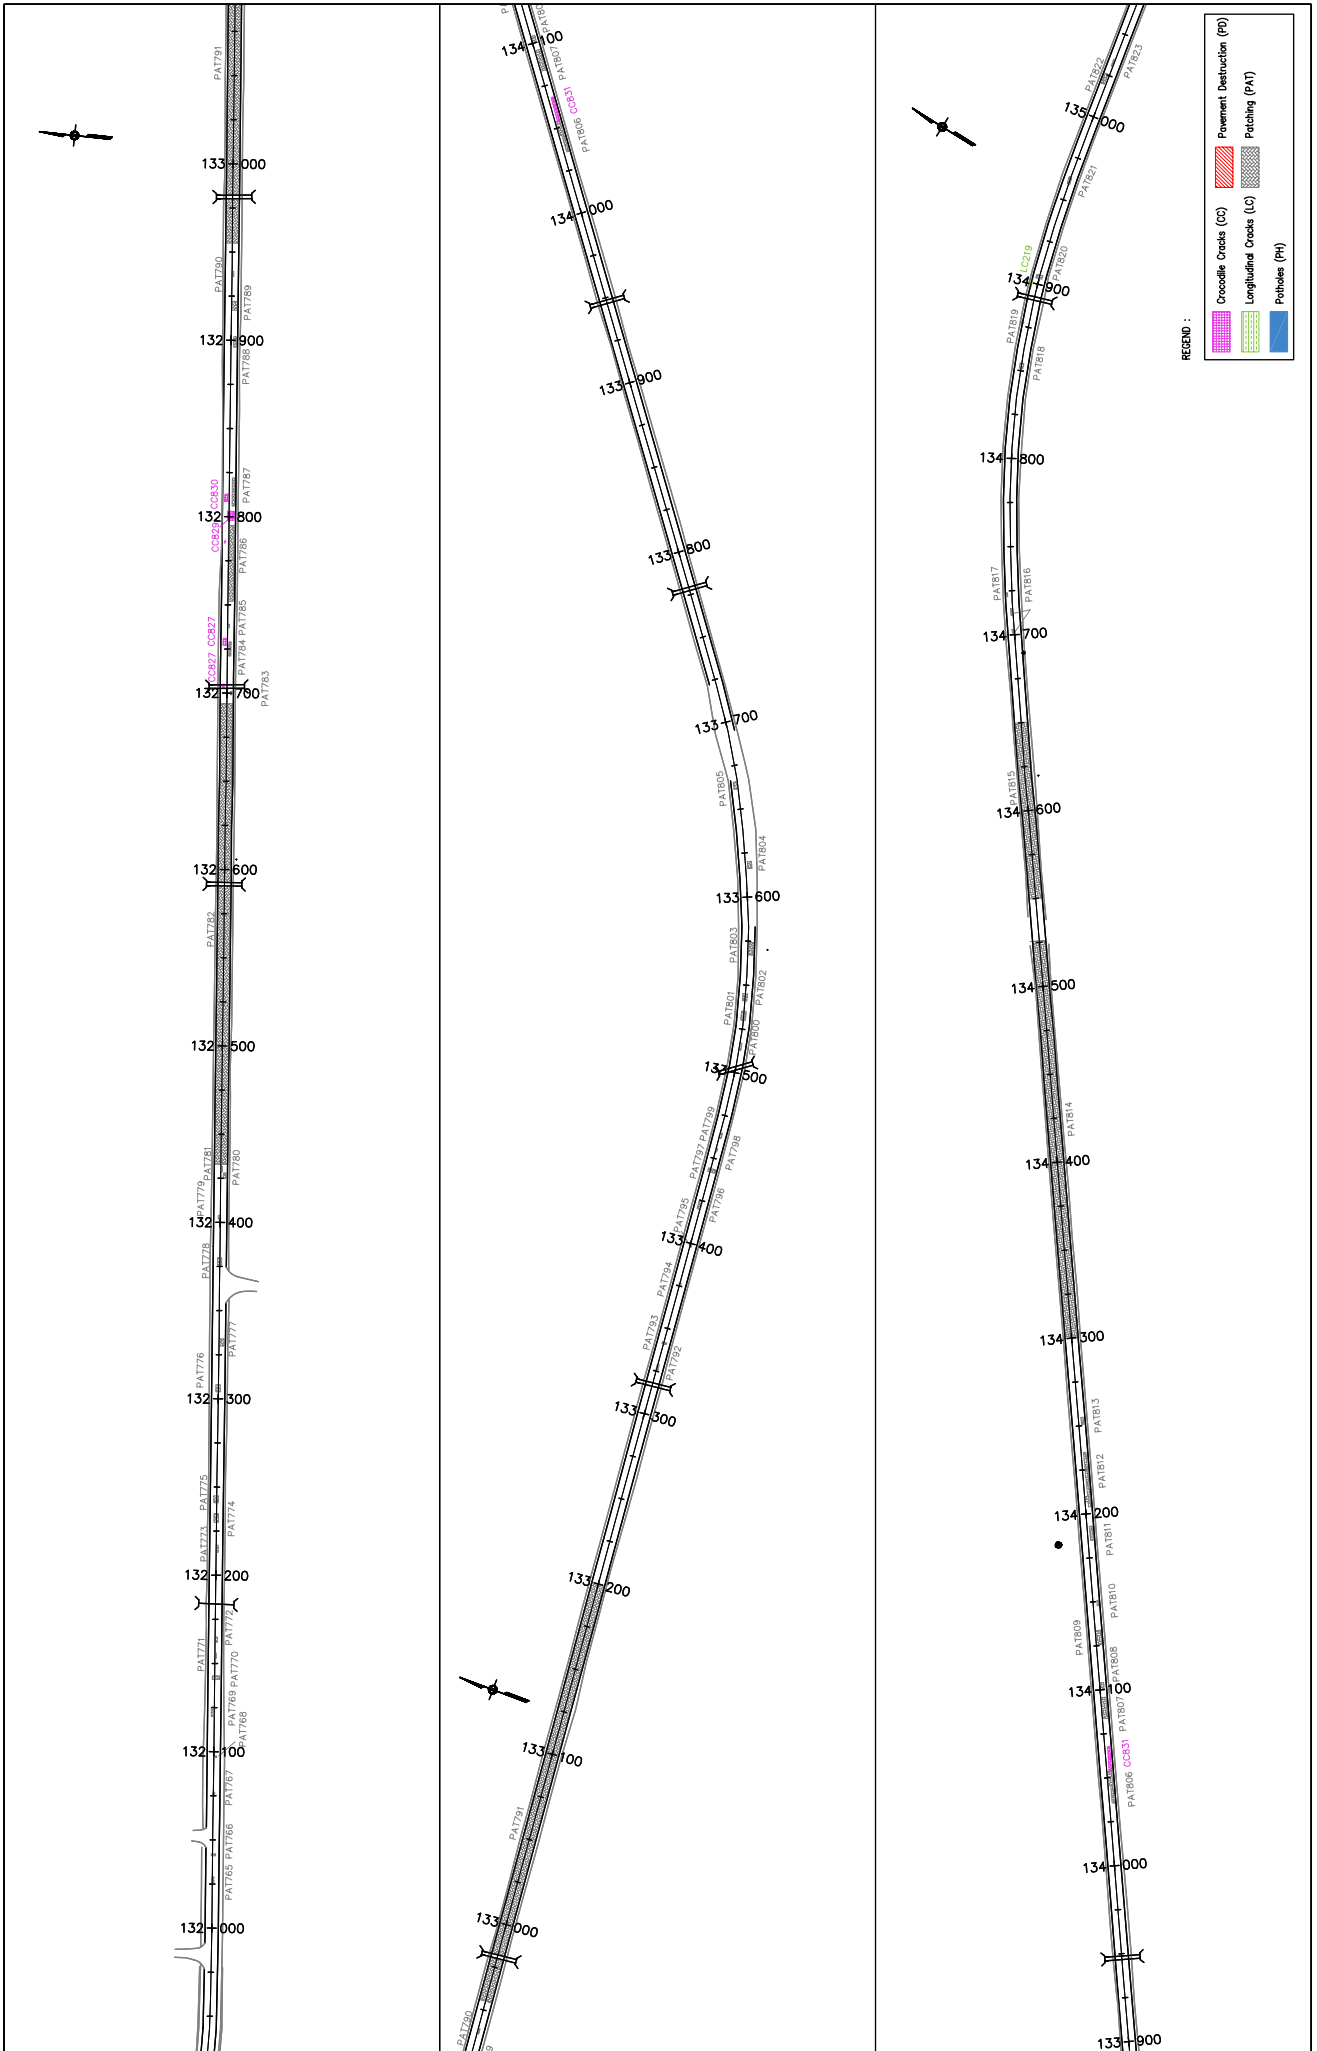 PAT791
133 000
PAT790
PAT789
132 900
PAT788
PAT787
CC830
132 800
CC829
PAT786
PAT785
CC827 CC827
PAT784
PAT783
132 700
132 600
PAT782
132 500
PAT781
PAT780
PAT779
132 400
PAT778
PAT777
PAT776
132 300
PAT775
PAT774
PAT773
132 200
PAT772
PAT771
PAT770
PAT769
PAT768
132 100
PAT767
PAT766
PAT765
132 000
134 100
PAT807
CC831
PAT806
134 000
133 900
133 800
133 700
PAT805
PAT804
133 600
PAT803
PAT802
PAT801
PAT800
133 500
PAT799
PAT798
PAT797
PAT796
PAT795
133 400
PAT794
PAT793
PAT792
133 300
133 200
133 100
PAT791
133 000
PAT790
PAT823
PAT822
135 000
PAT821
PAT820
LC219
134 900
PAT819
PAT818
134 800
PAT817
PAT816
134 700
PAT815
134 600
134 500
PAT814
134 400
134 300
PAT813
PAT812
134 200
PAT811
PAT810
PAT809
PAT808
134 100
PAT807
CC831
PAT806
134 000
133 900
REGEND :
Crocodile Cracks (CC)
Pavement Destruction (PD)
Longitudinal Cracks (LC)
Patching (PAT)
Potholes (PH)